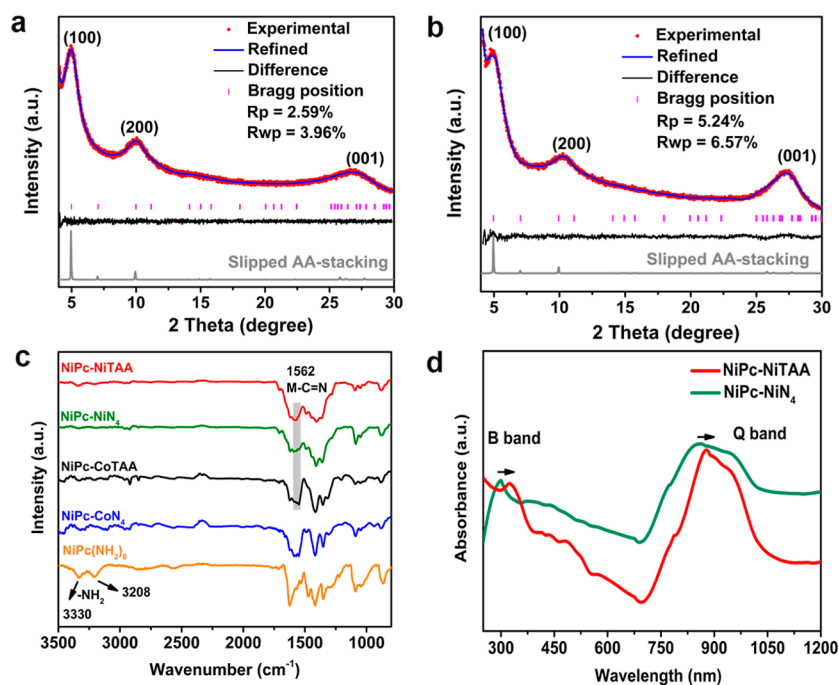 a
(100)
(200)
(001)
Experimental
Refined
Difference
Bragg position
Rp = 2.59%
Rwp = 3.96%
Slipped AA-stacking
Intensity (a.u.)
5 10 15 20 25 30
2 Theta (degree)
b
(100)
(200)
(001)
Experimental
Refined
Difference
Bragg position
Rp = 5.24%
Rwp = 6.57%
Slipped AA-stacking
Intensity (a.u.)
5 10 15 20 25 30
2 Theta (degree)
c
1562
M-C=N
NiPc-NiTAA
NiPc-NiN4
NiPc-CoTAA
NiPc-CoN4
NiPc(NH2)8
-NH2
3208
3330
Intensity (a.u.)
3500 3000 2500 2000 1500 1000
Wavenumber (cm-1)
d
NiPc-NiTAA
NiPc-NiN4
B band
Q band
Absorbance (a.u.)
300 450 600 750 900 1050 1200
Wavelength (nm)